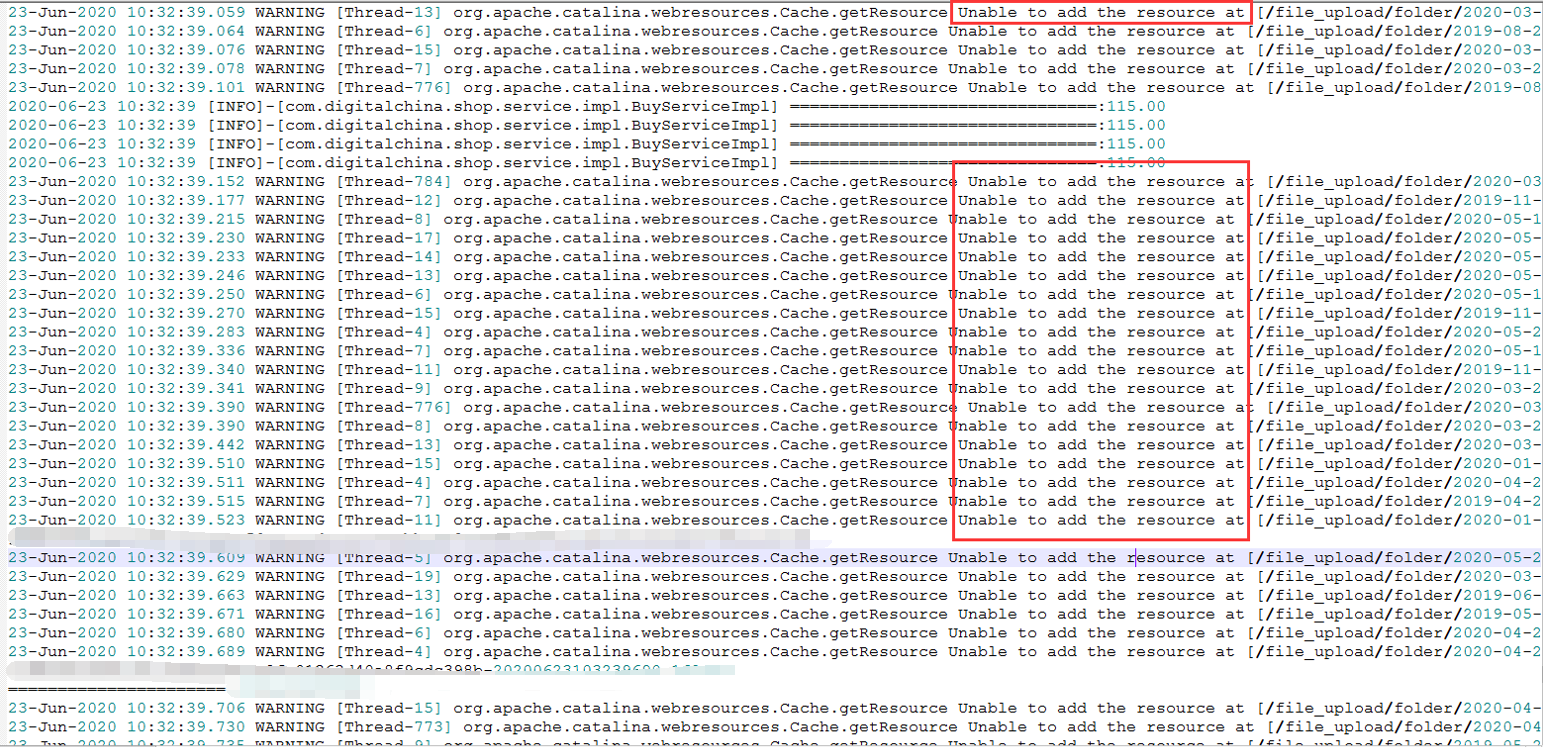 23-Jun-2020 10:32:39.059 WARNING [Thread-13] org.apache.catalina.webresources.Cache.getResource Unable to add the resource at [/file_upload/folder/2020-03-
23-Jun-2020 10:32:39.064 WARNING [Thread-6] org.apache.catalina.webresources.Cache.getResource Unable to add the resource at [/file_upload/folder/2019-08-2
23-Jun-2020 10:32:39.076 WARNING [Thread-15] org.apache.catalina.webresources.Cache.getResource Unable to add the resource at [/file_upload/folder/2020-03-
23-Jun-2020 10:32:39.078 WARNING [Thread-7] org.apache.catalina.webresources.Cache.getResource Unable to add the resource at [/file_upload/folder/2020-03-2
23-Jun-2020 10:32:39.101 WARNING [Thread-776] org.apache.catalina.webresources.Cache.getResource Unable to add the resource at [/file_upload/folder/2019-08
2020-06-23 10:32:39 [INFO]-[com.digitalchina.shop.service.impl.BuyServiceImpl] ===============================:115.00
2020-06-23 10:32:39 [INFO]-[com.digitalchina.shop.service.impl.BuyServiceImpl] ===============================:115.00
2020-06-23 10:32:39 [INFO]-[com.digitalchina.shop.service.impl.BuyServiceImpl] ===============================:115.00
2020-06-23 10:32:39 [INFO]-[com.digitalchina.shop.service.impl.BuyServiceImpl] ===============================:115.00
23-Jun-2020 10:32:39.152 WARNING [Thread-784] org.apache.catalina.webresources.Cache.getResource Unable to add the resource at [/file_upload/folder/2020-03
23-Jun-2020 10:32:39.177 WARNING [Thread-12] org.apache.catalina.webresources.Cache.getResource Unable to add the resource at [/file_upload/folder/2019-11-
23-Jun-2020 10:32:39.215 WARNING [Thread-8] org.apache.catalina.webresources.Cache.getResource Unable to add the resource at [/file_upload/folder/2020-05-1
23-Jun-2020 10:32:39.230 WARNING [Thread-17] org.apache.catalina.webresources.Cache.getResource Unable to add the resource at [/file_upload/folder/2020-05-
23-Jun-2020 10:32:39.233 WARNING [Thread-14] org.apache.catalina.webresources.Cache.getResource Unable to add the resource at [/file_upload/folder/2020-05-
23-Jun-2020 10:32:39.246 WARNING [Thread-13] org.apache.catalina.webresources.Cache.getResource Unable to add the resource at [/file_upload/folder/2020-05-
23-Jun-2020 10:32:39.250 WARNING [Thread-6] org.apache.catalina.webresources.Cache.getResource Unable to add the resource at [/file_upload/folder/2020-05-1
23-Jun-2020 10:32:39.270 WARNING [Thread-15] org.apache.catalina.webresources.Cache.getResource Unable to add the resource at [/file_upload/folder/2019-11-
23-Jun-2020 10:32:39.283 WARNING [Thread-4] org.apache.catalina.webresources.Cache.getResource Unable to add the resource at [/file_upload/folder/2020-05-2
23-Jun-2020 10:32:39.336 WARNING [Thread-7] org.apache.catalina.webresources.Cache.getResource Unable to add the resource at [/file_upload/folder/2020-05-1
23-Jun-2020 10:32:39.340 WARNING [Thread-11] org.apache.catalina.webresources.Cache.getResource Unable to add the resource at [/file_upload/folder/2019-11-
23-Jun-2020 10:32:39.341 WARNING [Thread-9] org.apache.catalina.webresources.Cache.getResource Unable to add the resource at [/file_upload/folder/2020-03-2
23-Jun-2020 10:32:39.390 WARNING [Thread-776] org.apache.catalina.webresources.Cache.getResource Unable to add the resource at [/file_upload/folder/2020-03
23-Jun-2020 10:32:39.390 WARNING [Thread-8] org.apache.catalina.webresources.Cache.getResource Unable to add the resource at [/file_upload/folder/2020-03-2
23-Jun-2020 10:32:39.442 WARNING [Thread-13] org.apache.catalina.webresources.Cache.getResource Unable to add the resource at [/file_upload/folder/2020-03-
23-Jun-2020 10:32:39.510 WARNING [Thread-15] org.apache.catalina.webresources.Cache.getResource Unable to add the resource at [/file_upload/folder/2020-01-
23-Jun-2020 10:32:39.511 WARNING [Thread-4] org.apache.catalina.webresources.Cache.getResource Unable to add the resource at [/file_upload/folder/2020-04-2
23-Jun-2020 10:32:39.515 WARNING [Thread-7] org.apache.catalina.webresources.Cache.getResource Unable to add the resource at [/file_upload/folder/2019-04-2
23-Jun-2020 10:32:39.523 WARNING [Thread-11] org.apache.catalina.webresources.Cache.getResource Unable to add the resource at [/file_upload/folder/2020-01-
23-Jun-2020 10:32:39.609 WARNING [Thread-5] org.apache.catalina.webresources.Cache.getResource Unable to add the resource at [/file_upload/folder/2020-05-2
23-Jun-2020 10:32:39.629 WARNING [Thread-19] org.apache.catalina.webresources.Cache.getResource Unable to add the resource at [/file_upload/folder/2020-03-
23-Jun-2020 10:32:39.663 WARNING [Thread-13] org.apache.catalina.webresources.Cache.getResource Unable to add the resource at [/file_upload/folder/2019-06-
23-Jun-2020 10:32:39.671 WARNING [Thread-16] org.apache.catalina.webresources.Cache.getResource Unable to add the resource at [/file_upload/folder/2019-05-
23-Jun-2020 10:32:39.680 WARNING [Thread-6] org.apache.catalina.webresources.Cache.getResource Unable to add the resource at [/file_upload/folder/2020-04-2
23-Jun-2020 10:32:39.689 WARNING [Thread-4] org.apache.catalina.webresources.Cache.getResource Unable to add the resource at [/file_upload/folder/2020-04-2
======================
23-Jun-2020 10:32:39.706 WARNING [Thread-15] org.apache.catalina.webresources.Cache.getResource Unable to add the resource at [/file_upload/folder/2020-04-
23-Jun-2020 10:32:39.730 WARNING [Thread-773] org.apache.catalina.webresources.Cache.getResource Unable to add the resource at [/file_upload/folder/2020-04
23-Jun-2020 10:32:39.735 WARNING [Thread-9] org.apache.catalina.webresources.Cache.getResource Unable to add the resource at [/file_upload/folder/2019-05-2